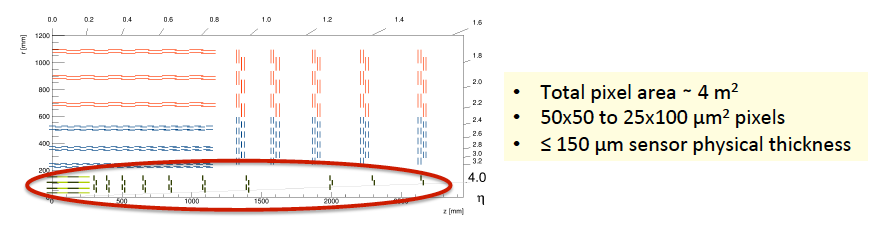 0.0 0.2 0.4 0.6 0.8 1.0 1.2 1.4 1.6
r [mm]
1200
1000
800
600
400
200
0
1.8
2.0
2.2
2.4
2.6
2.8
3.0
3.2
4.0
η
0 500 1000 1500 2000
z [mm]
• Total pixel area ~ 4 m²
• 50x50 to 25x100 µm² pixels
• ≤ 150 µm sensor physical thickness